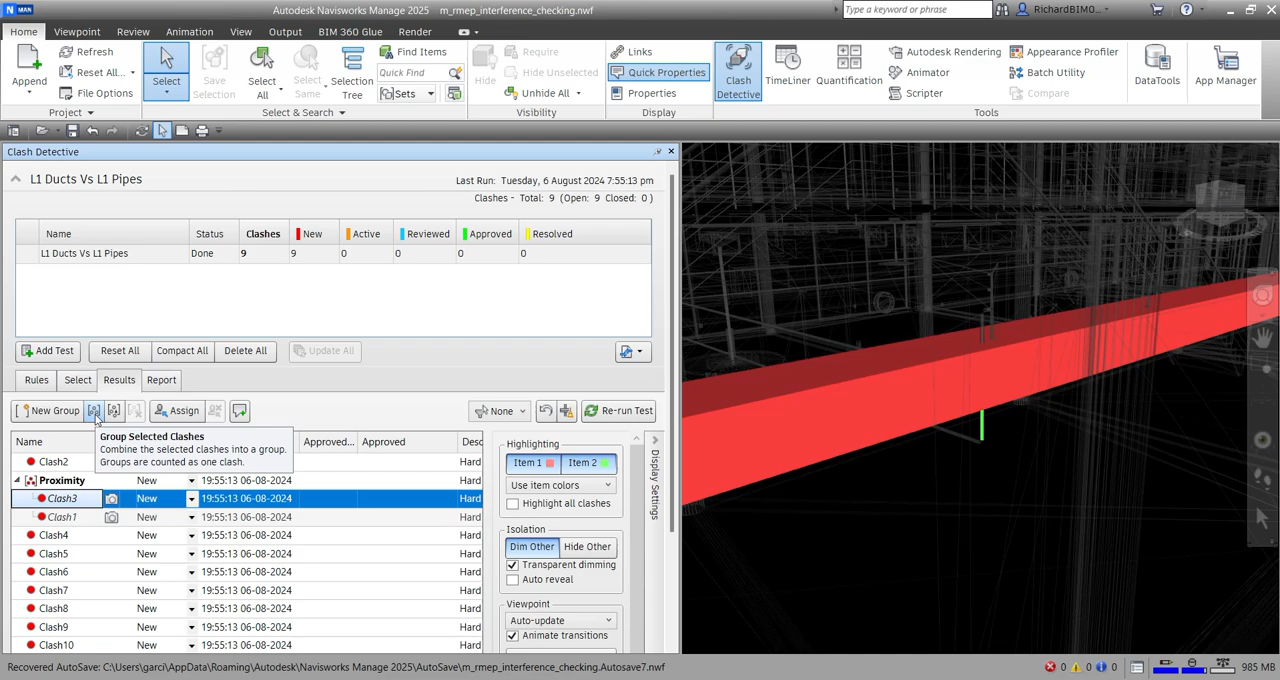 MAN
Autodesk Navisworks Manage 2025 m_rmep_interference_checking.nwf
Type a keyword or phrase
RichardBIM0...
Home Viewpoint Review Animation View Output BIM 360 Glue Render
Append
Refresh
Reset All...
File Options
Project
Select
Save Selection
Select All
Select Same
Selection Tree
Find Items
Quick Find
Sets
Select & Search
Hide
Require
Hide Unselected
Unhide All
Visibility
Links
Quick Properties
Properties
Display
Clash Detective
TimeLiner
Quantification
Autodesk Rendering
Animator
Scripter
Appearance Profiler
Batch Utility
Compare
DataTools
App Manager
Tools
Clash Detective
L1 Ducts Vs L1 Pipes
Last Run: Tuesday, 6 August 2024 7:55:13 pm
Clashes - Total: 9 (Open: 9 Closed: 0 )
Name Status Clashes New Active Reviewed Approved Resolved
L1 Ducts Vs L1 Pipes Done 9 9 0 0 0 0
Add Test Reset All Compact All Delete All Update All
Rules Select Results Report
New Group Assign None Re-run Test
Group Selected Clashes
Combine the selected clashes into a group.
Groups are counted as one clash.
Name Approved... Approved Desc
Clash2 Hard
Proximity New 19:55:13 06-08-2024 Hard
Clash3 New 19:55:13 06-08-2024 Hard
Clash1 New 19:55:13 06-08-2024 Hard
Clash4 New 19:55:13 06-08-2024 Hard
Clash5 New 19:55:13 06-08-2024 Hard
Clash6 New 19:55:13 06-08-2024 Hard
Clash7 New 19:55:13 06-08-2024 Hard
Clash8 New 19:55:13 06-08-2024 Hard
Clash9 New 19:55:13 06-08-2024 Hard
Clash10 New 19:55:13 06-08-2024 Hard
Highlighting
Item 1 Item 2
Use item colors
Highlight all clashes
Isolation
Dim Other Hide Other
Transparent dimming
Auto reveal
Viewpoint
Auto-update
Animate transitions
Display Settings
Recovered AutoSave: C:\Users\garci\AppData\Roaming\Autodesk\Navisworks Manage 2025\AutoSave\m_rmep_interference_checking.Autosave7.nwf
0 0 0 985 MB